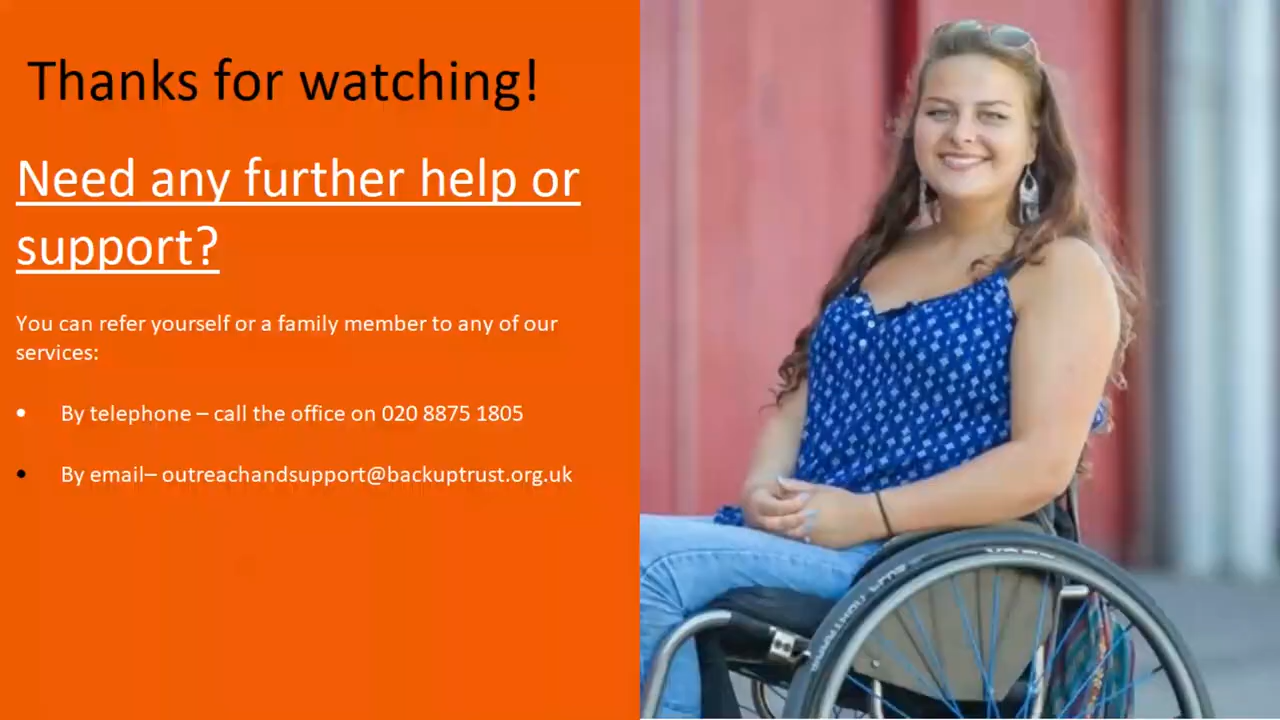 Thanks for watching!
Need any further help or
support?
You can refer yourself or a family member to any of our
services:
• By telephone – call the office on 020 8875 1805
• By email– outreachandsupport@backuptrust.org.uk